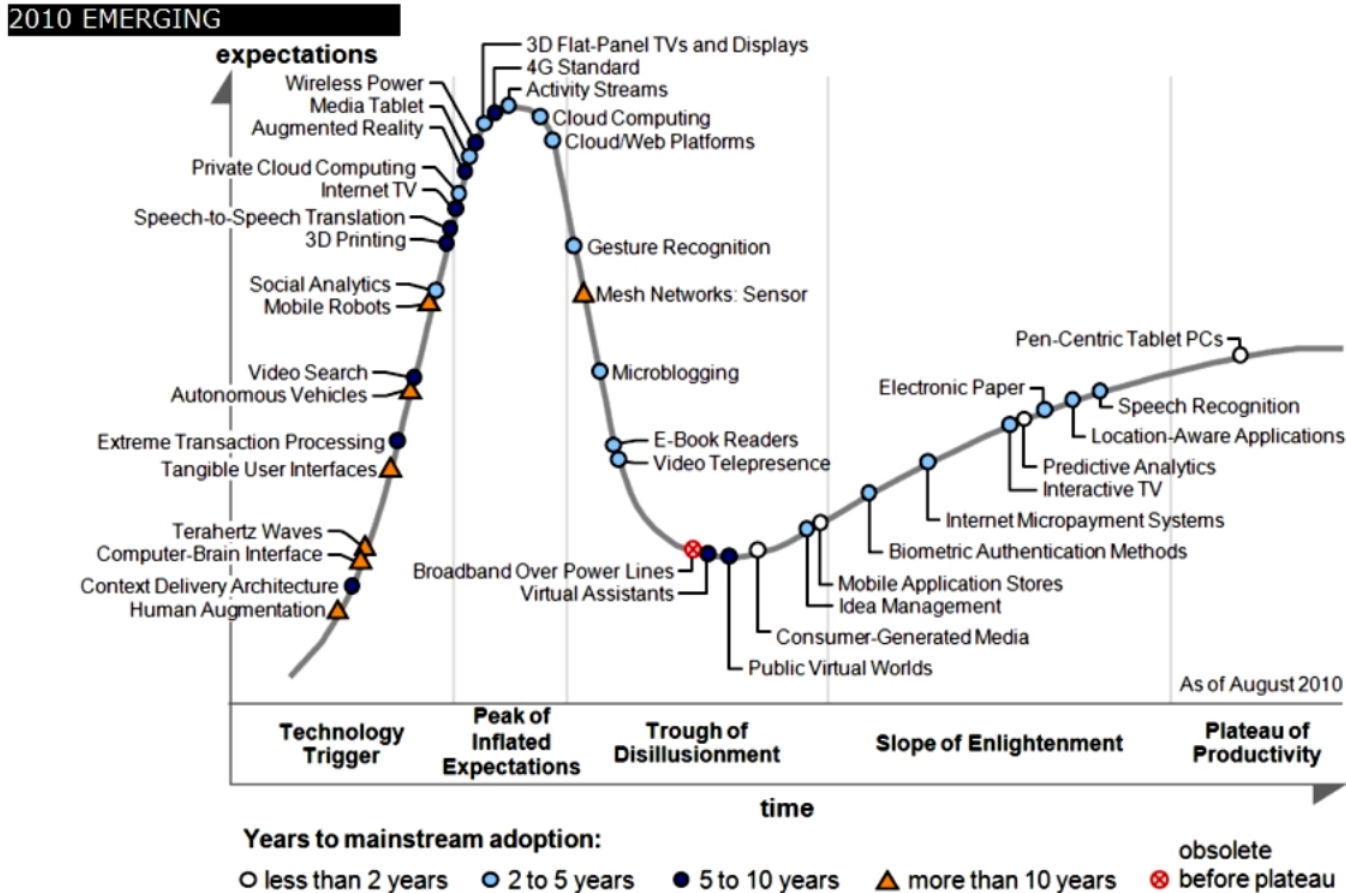 2010 EMERGING
expectations
3D Flat-Panel TVs and Displays
4G Standard
Activity Streams
Wireless Power
Media Tablet
Augmented Reality
Cloud Computing
Cloud/Web Platforms
Private Cloud Computing
Internet TV
Speech-to-Speech Translation
3D Printing
Gesture Recognition
Social Analytics
Mobile Robots
Mesh Networks: Sensor
Video Search
Autonomous Vehicles
Microblogging
Pen-Centric Tablet PCs
Electronic Paper
Speech Recognition
Location-Aware Applications
Predictive Analytics
Interactive TV
Extreme Transaction Processing
Tangible User Interfaces
E-Book Readers
Video Telepresence
Internet Micropayment Systems
Biometric Authentication Methods
Terahertz Waves
Computer-Brain Interface
Context Delivery Architecture
Human Augmentation
Broadband Over Power Lines
Virtual Assistants
Mobile Application Stores
Idea Management
Consumer-Generated Media
Public Virtual Worlds
As of August 2010
Technology
Trigger
Peak of
Inflated
Expectations
Trough of
Disillusionment
Slope of Enlightenment
Plateau of
Productivity
time
Years to mainstream adoption:
less than 2 years
2 to 5 years
5 to 10 years
more than 10 years
obsolete
before plateau